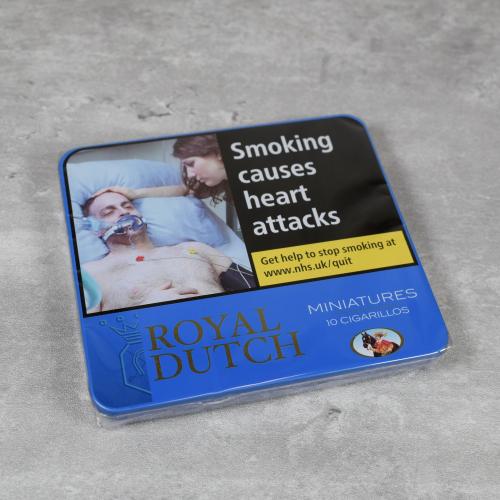 Smoking
causes
heart
attacks
Get help to stop smoking at
www.nhs.uk/quit
MINIATURES
10 CIGARILLOS
ROYAL
DUTCH